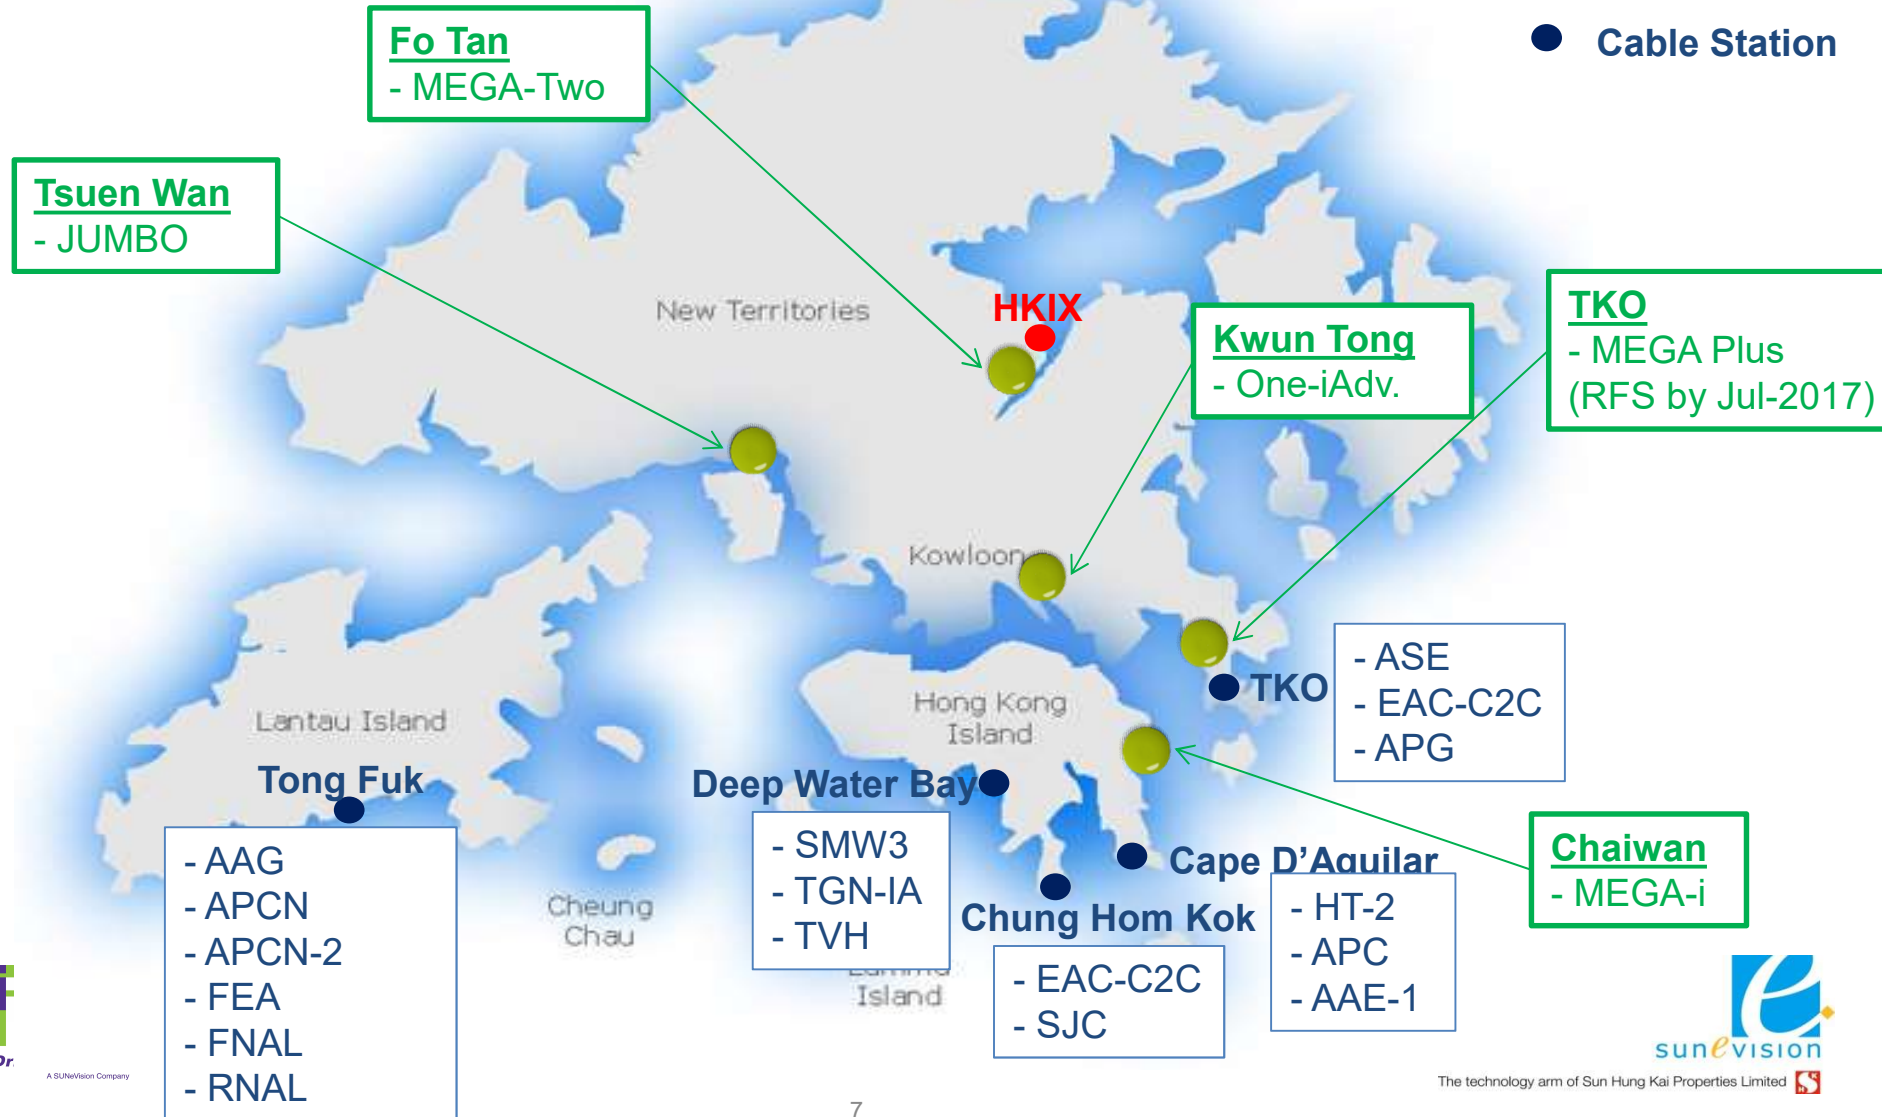 Fo Tan
- MEGA-Two
Cable Station
Tsuen Wan
- JUMBO
New Territories
HKIX
Kwun Tong
- One-iAdv.
TKO
- MEGA Plus
(RFS by Jul-2017)
Kowloon
Lantau Island
Hong Kong
Island
TKO
- ASE
- EAC-C2C
- APG
Tong Fuk
- AAG
- APCN
- APCN-2
- FEA
- FNAL
- RNAL
Cheung
Chau
Deep Water Bay
- SMW3
- TGN-IA
- TVH
Island
Chung Hom Kok
- EAC-C2C
- SJC
Cape D'Aguilar
- HT-2
- APC
- AAE-1
Chaiwan
- MEGA-i
A SUNeVision Company
sunevision
The technology arm of Sun Hung Kai Properties Limited
7